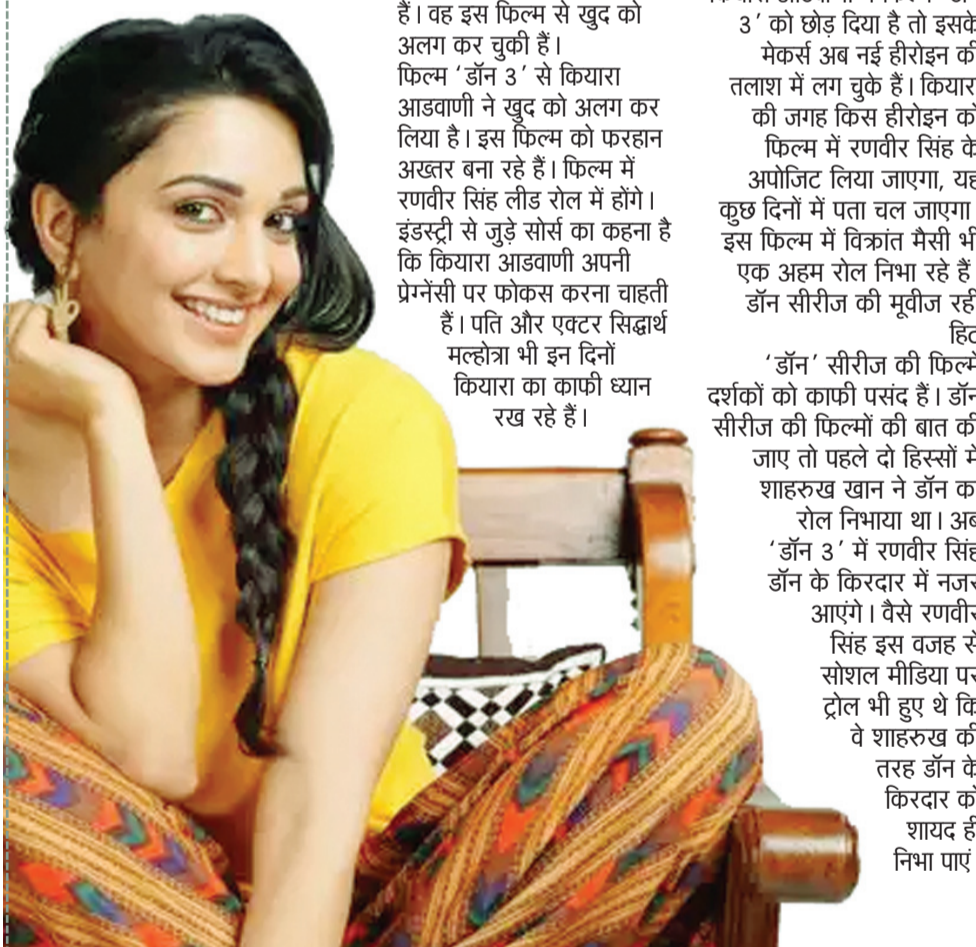 हैं। वह इस फिल्म से खुद को
अलग कर चुकी हैं।
फिल्म ‘डॉन 3’ से कियारा
आडवाणी ने खुद को अलग कर
लिया है। इस फिल्म को फरहान
अख्तर बना रहे हैं। फिल्म में
रणवीर सिंह लीड रोल में होंगे।
इंडस्ट्री से जुड़े सोर्स का कहना है
कि कियारा आडवाणी अपनी
प्रेग्नेंसी पर फोकस करना चाहती
हैं। पति और एक्टर सिद्धार्थ
मल्होत्रा भी इन दिनों
कियारा का काफी ध्यान
रख रहे हैं।
3’ को छोड़ दिया है तो इसके
मेकर्स अब नई हीरोइन की
तलाश में लग चुके हैं। कियारा
की जगह किस हीरोइन को
फिल्म में रणवीर सिंह के
अपोजिट लिया जाएगा, यह
कुछ दिनों में पता चल जाएगा।
इस फिल्म में विक्रांत मैसी भी
एक अहम रोल निभा रहे हैं
डॉन सीरीज की मूवीज रही
हिट
‘डॉन’ सीरीज की फिल्में
दर्शकों को काफी पसंद हैं। डॉन
सीरीज की फिल्मों की बात की
जाए तो पहले दो हिस्सों में
शाहरुख खान ने डॉन का
रोल निभाया था। अब
‘डॉन 3’ में रणवीर सिंह
डॉन के किरदार में नजर
आएंगे। वैसे रणवीर
सिंह इस वजह से
सोशल मीडिया पर
ट्रोल भी हुए थे कि
वे शाहरुख की
तरह डॉन के
किरदार को
शायद ही
निभा पाएं